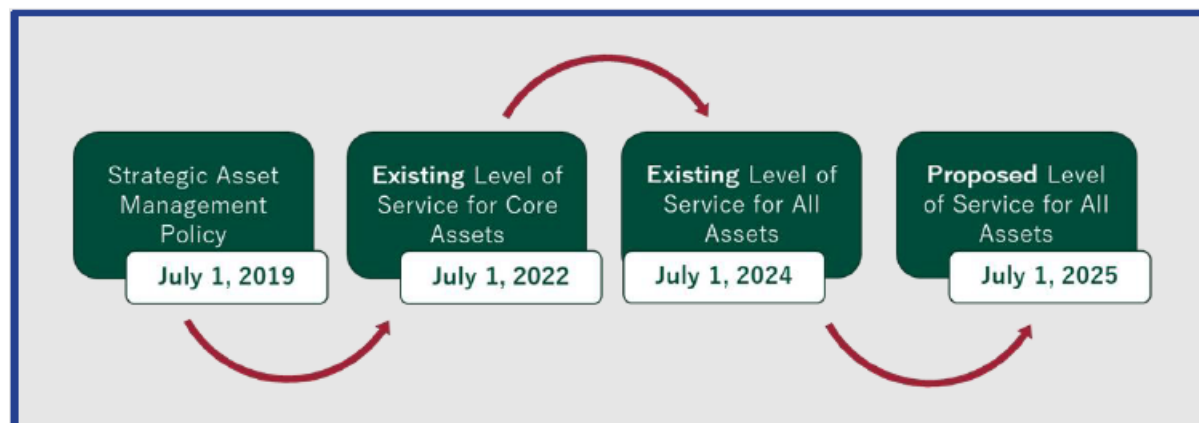 Strategic Asset
Management
Policy
July 1, 2019
Existing Level of
Service for Core
Assets
July 1, 2022
Existing Level of
Service for All
Assets
July 1, 2024
Proposed Level
of Service for All
Assets
July 1, 2025